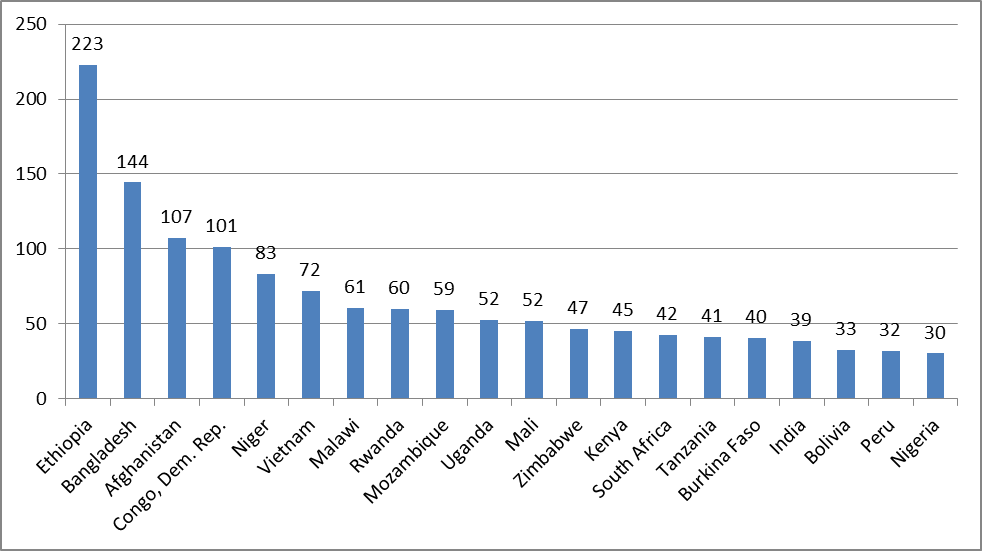 250
200
150
100
50
0
223
144
107
101
83
72
61
60
59
52
52
47
45
42
41
40
39
33
32
30
Ethiopia
Bangladesh
Afghanistan
Congo, Dem. Rep.
Niger
Vietnam
Malawi
Rwanda
Mozambique
Uganda
Mali
Zimbabwe
Kenya
South Africa
Tanzania
Burkina Faso
India
Bolivia
Peru
Nigeria